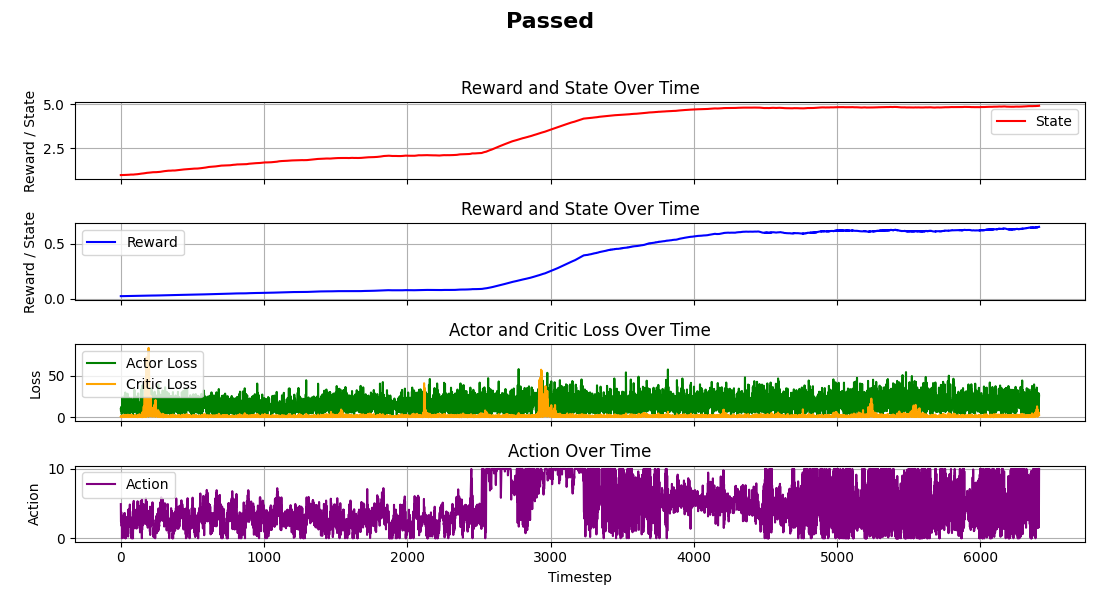 Passed
Reward and State Over Time
Reward / State
5.0
2.5
State
Reward and State Over Time
Reward / State
0.5
0.0
Reward
Actor and Critic Loss Over Time
Loss
50
0
Actor Loss
Critic Loss
Action Over Time
Action
10
0
Action
0 1000 2000 3000 4000 5000 6000
Timestep